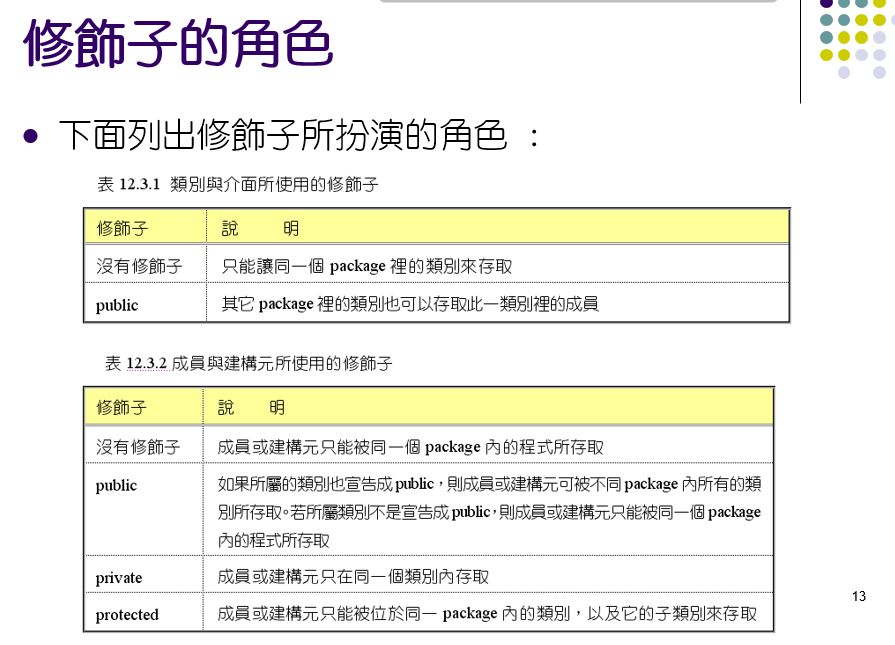 修飾子的角色
● 下面列出修飾子所扮演的角色 ：
表 12.3.1 類別與介面所使用的修飾子
修飾子 說 明
沒有修飾子 只能讓同一個 package 裡的類別來存取
public 其它 package 裡的類別也可以存取此一類別裡的成員
表 12.3.2 成員與建構元所使用的修飾子
修飾子 說 明
沒有修飾子 成員或建構元只能被同一個 package 內的程式所存取
public 如果所屬的類別也宣告成 public，則成員或建構元可被不同 package 內所有的類
別所存取。若所屬類別不是宣告成 public，則成員或建構元只能被同一個 package
內的程式所存取
private 成員或建構元只在同一個類別內存取
protected 成員或建構元只能被位於同一 package 內的類別，以及它的子類別來存取
13